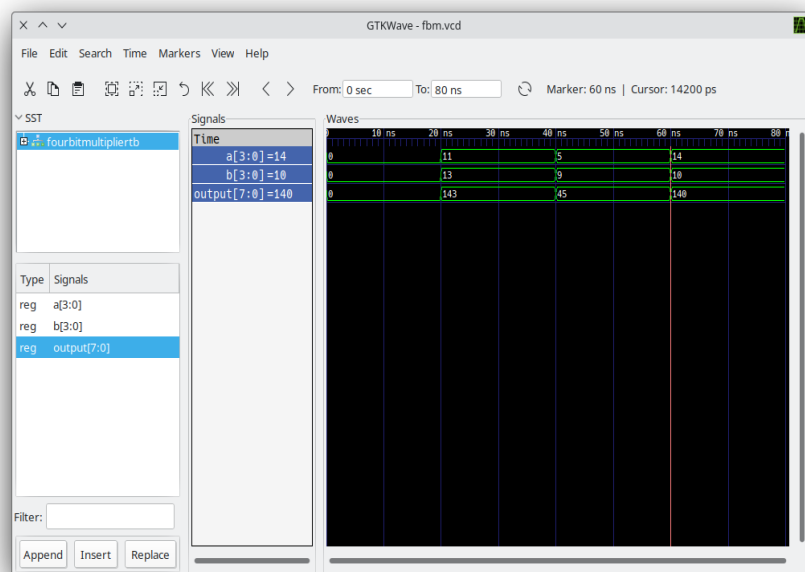 GTKWave - fbm.vcd
File Edit Search Time Markers View Help
From: 0 sec To: 80 ns Marker: 60 ns | Cursor: 14200 ps
SST
fourbitmultipliertb
Type Signals
reg a[3:0]
reg b[3:0]
reg output[7:0]
Filter:
Append Insert Replace
Signals
Time
a[3:0]=14
b[3:0]=10
output[7:0]=140
Waves
0 10 ns 20 ns 30 ns 40 ns 50 ns 60 ns 70 ns 80 n
0 11 5 14
0 13 9 10
0 143 45 140